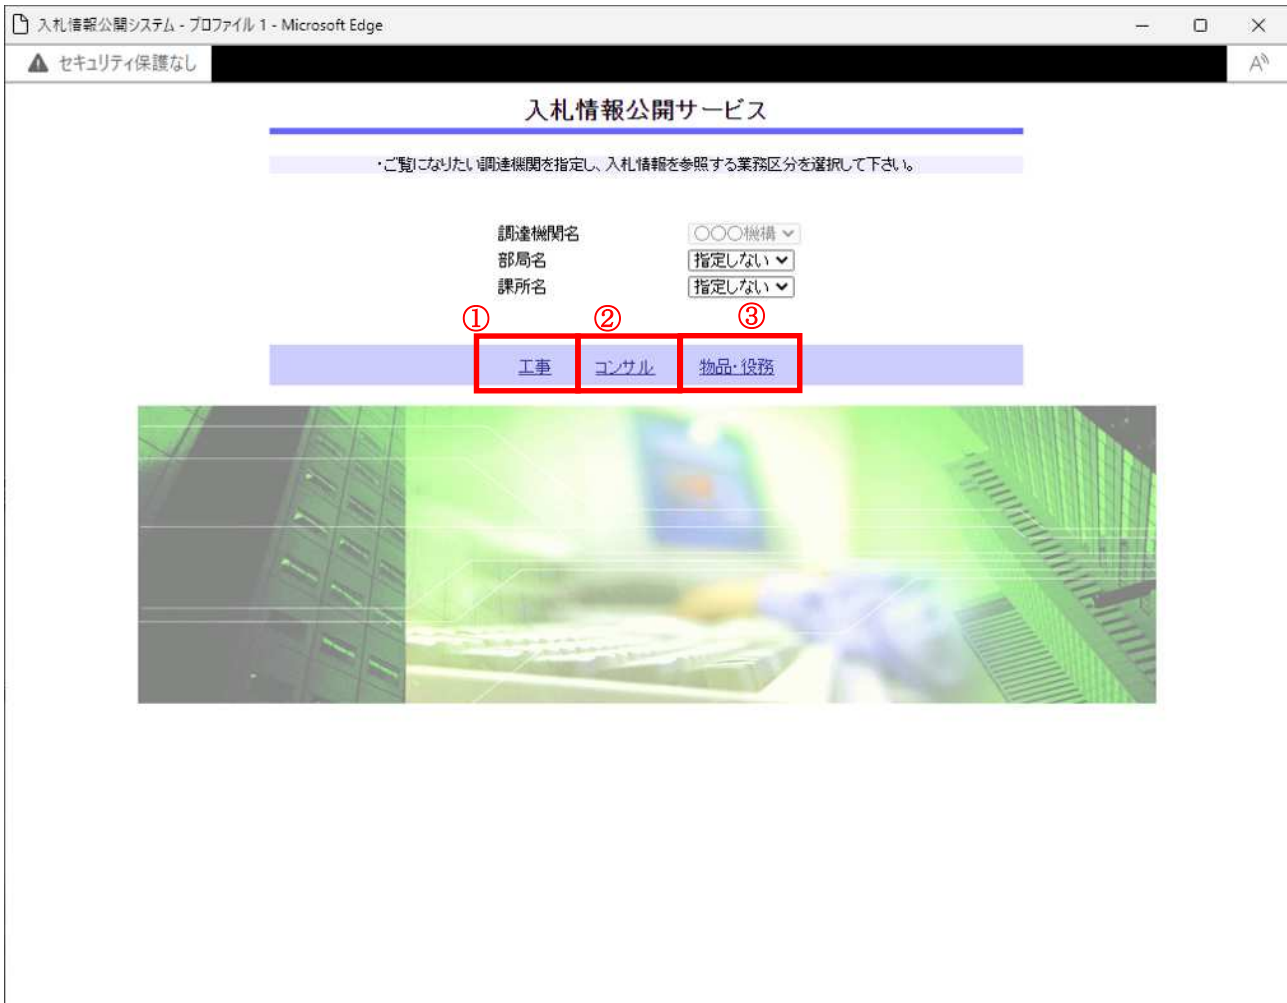 入札情報公開システム - プロファイル 1 - Microsoft Edge
セキュリティ保護なし
入札情報公開サービス
・ご覧になりたい調達機関を指定し、入札情報を参照する業務区分を選択して下さい。
調達機関名 〇〇〇機構
部局名 指定しない
課所名 指定しない
① ② ③
工事 コンサル 物品・役務